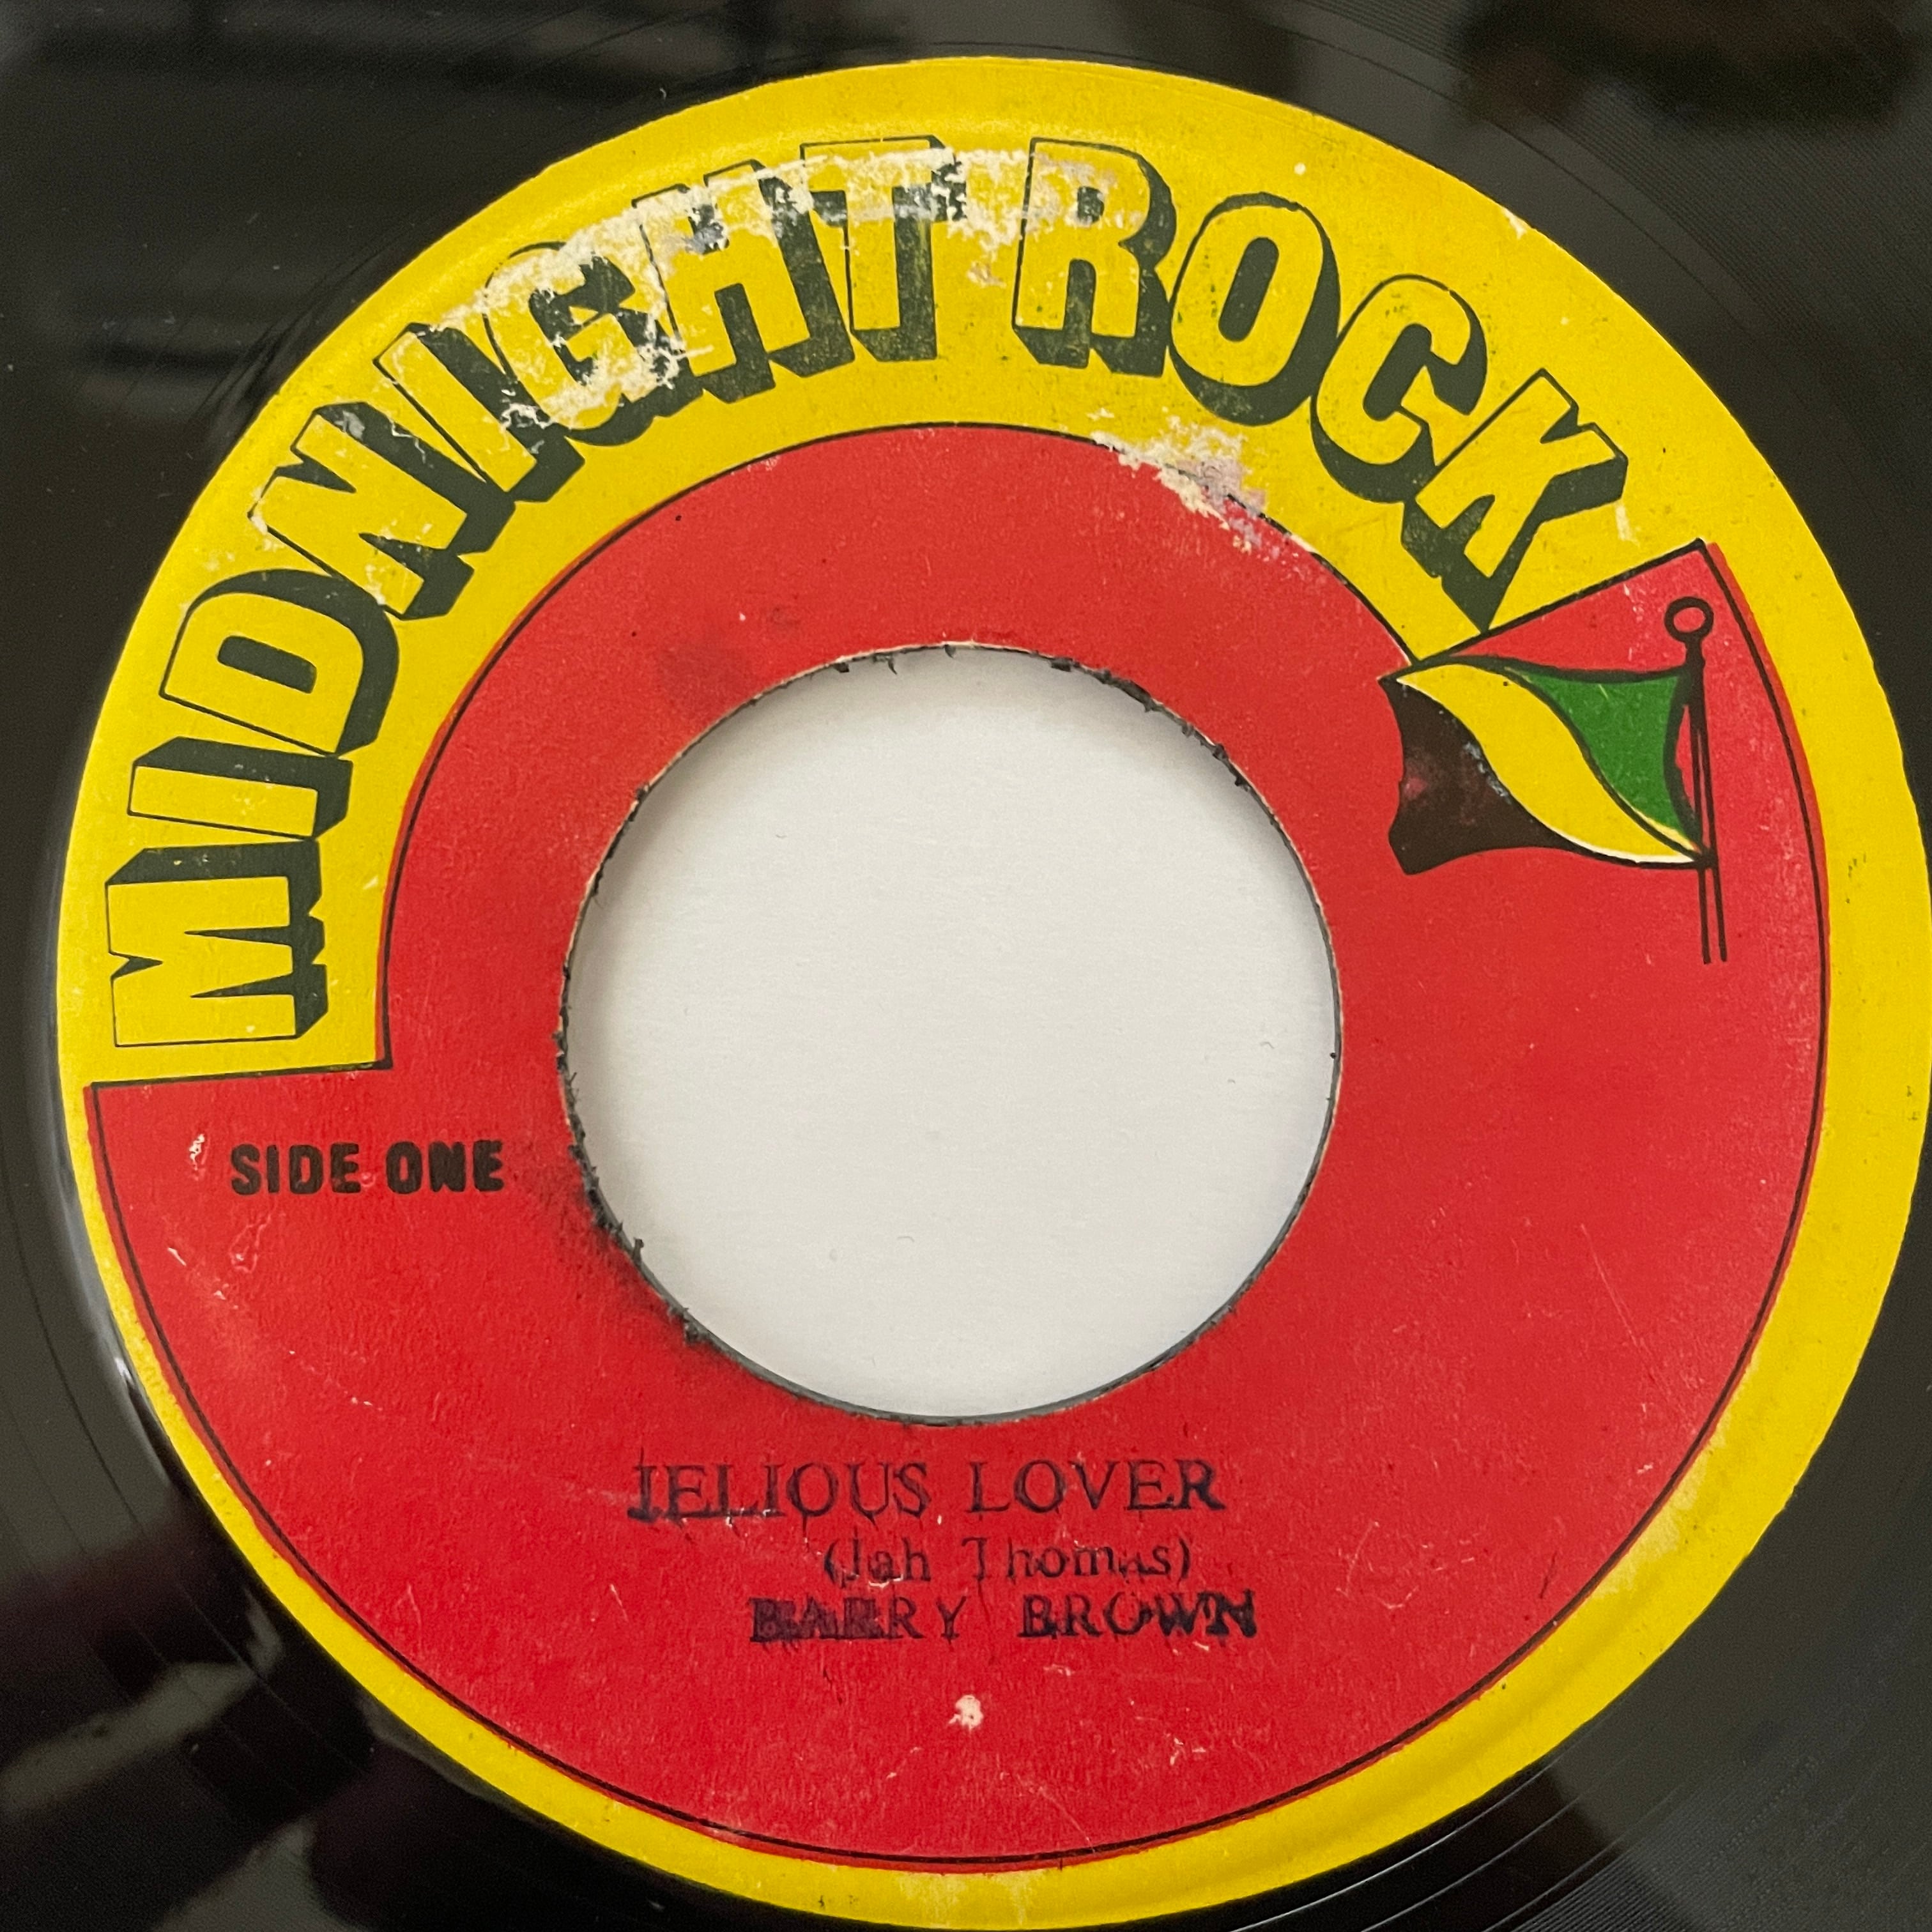 MIDNIGHT ROCK
SIDE ONE
JELIOUS LOVER
(Jah Thomas)
BARRY BROWN